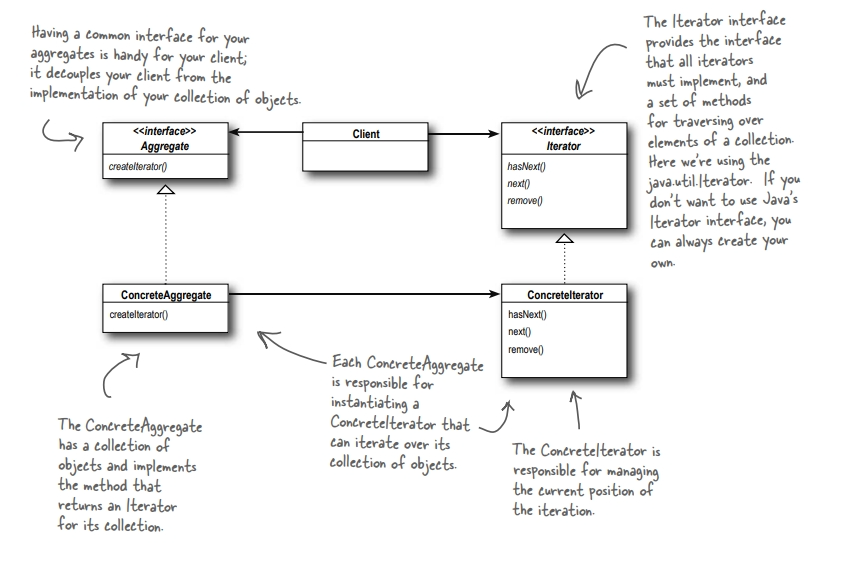 Having a common interface for your
aggregates is handy for your client;
it decouples your client from the
implementation of your collection of objects.
The Iterator interface
provides the interface
that all iterators
must implement, and
a set of methods
for traversing over
elements of a collection.
Here we're using the
java.util.Iterator. If you
don't want to use Java's
Iterator interface, you
can always create your
own.
<<interface>>
Aggregate
createIterator()
Client
<<interface>>
Iterator
hasNext()
next()
remove()
ConcreteAggregate
createIterator()
ConcreteIterator
hasNext()
next()
remove()
Each ConcreteAggregate
is responsible for
instantiating a
ConcreteIterator that
can iterate over its
collection of objects.
The ConcreteAggregate
has a collection of
objects and implements
the method that
returns an Iterator
for its collection.
The ConcreteIterator is
responsible for managing
the current position of
the iteration.